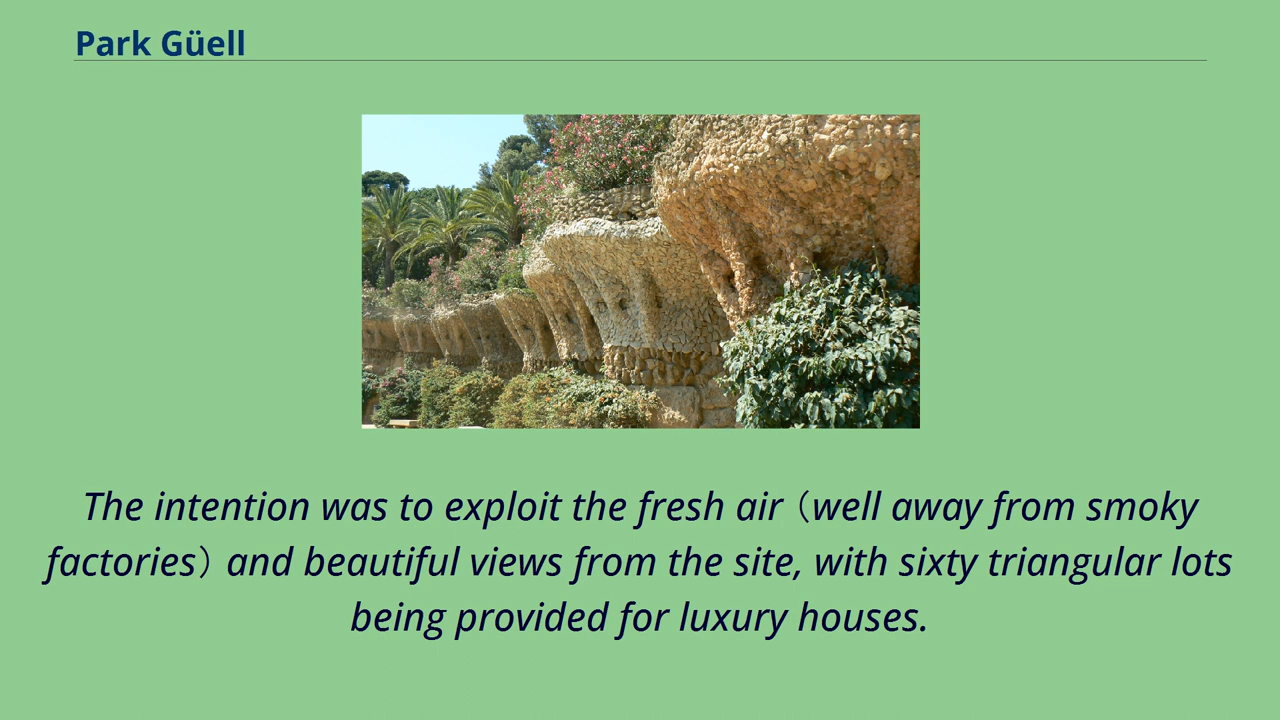 Park Güell
The intention was to exploit the fresh air (well away from smoky
factories) and beautiful views from the site, with sixty triangular lots
being provided for luxury houses.